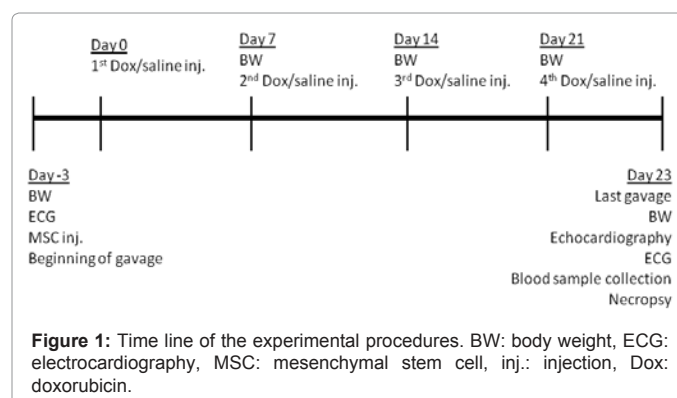 Day 0
1st Dox/saline inj.
Day 7
BW
2nd Dox/saline inj.
Day 14
BW
3rd Dox/saline inj.
Day 21
BW
4th Dox/saline inj.
Day -3
BW
ECG
MSC inj.
Beginning of gavage
Day 23
Last gavage
BW
Echocardiography
ECG
Blood sample collection
Necropsy
Figure 1: Time line of the experimental procedures. BW: body weight, ECG:
electrocardiography, MSC: mesenchymal stem cell, inj.: injection, Dox:
doxorubicin.